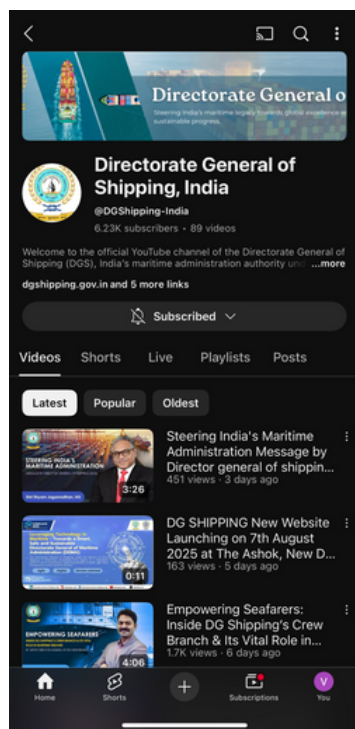 Directorate General o
Steering India's maritime legacy towards global excellence a
sustainable progress.
Directorate General of
Shipping, India
@DGShipping-India
6.23K subscribers • 89 videos
Welcome to the official YouTube channel of the Directorate General of
Shipping (DGS), India's maritime administration authority und ...more
dgshipping.gov.in and 5 more links
Subscribed
Videos Shorts Live Playlists Posts
Latest Popular Oldest
STEERING INDIA'S
MARITIME ADMINISTRATION
3:26
Steering India's Maritime
Administration Message by
Director general of shippin...
451 views · 3 days ago
0:11
DG SHIPPING New Website
Launching on 7th August
2025 at The Ashok, New D...
163 views · 5 days ago
EMPOWERING SEAFARERS
4:06
Empowering Seafarers:
Inside DG Shipping's Crew
Branch & Its Vital Role in...
1.7K views · 6 days ago
Home Shorts Subscriptions You
V